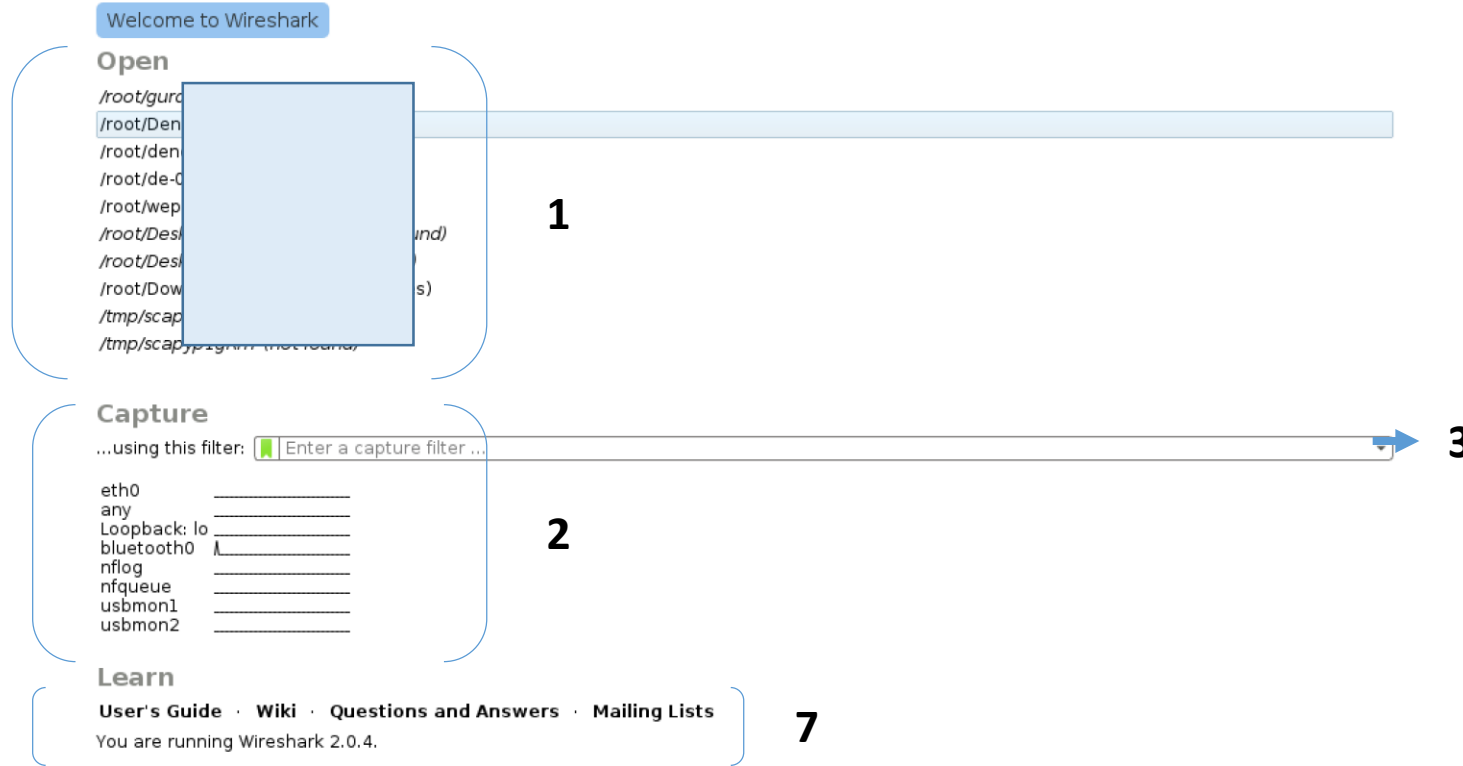 Welcome to Wireshark
Open
/root/
/root/Den
/root/den
/root/de-0
/root/wep
/root/Des und)
/root/Des )
/root/Dow s)
/tmp/scap
/tmp/scapy (not found)
1
Capture
...using this filter: Enter a capture filter ...
3
eth0
any
Loopback: lo
bluetooth0
nflog
nfqueue
usbmon1
usbmon2
2
Learn
User's Guide · Wiki · Questions and Answers · Mailing Lists
You are running Wireshark 2.0.4.
7